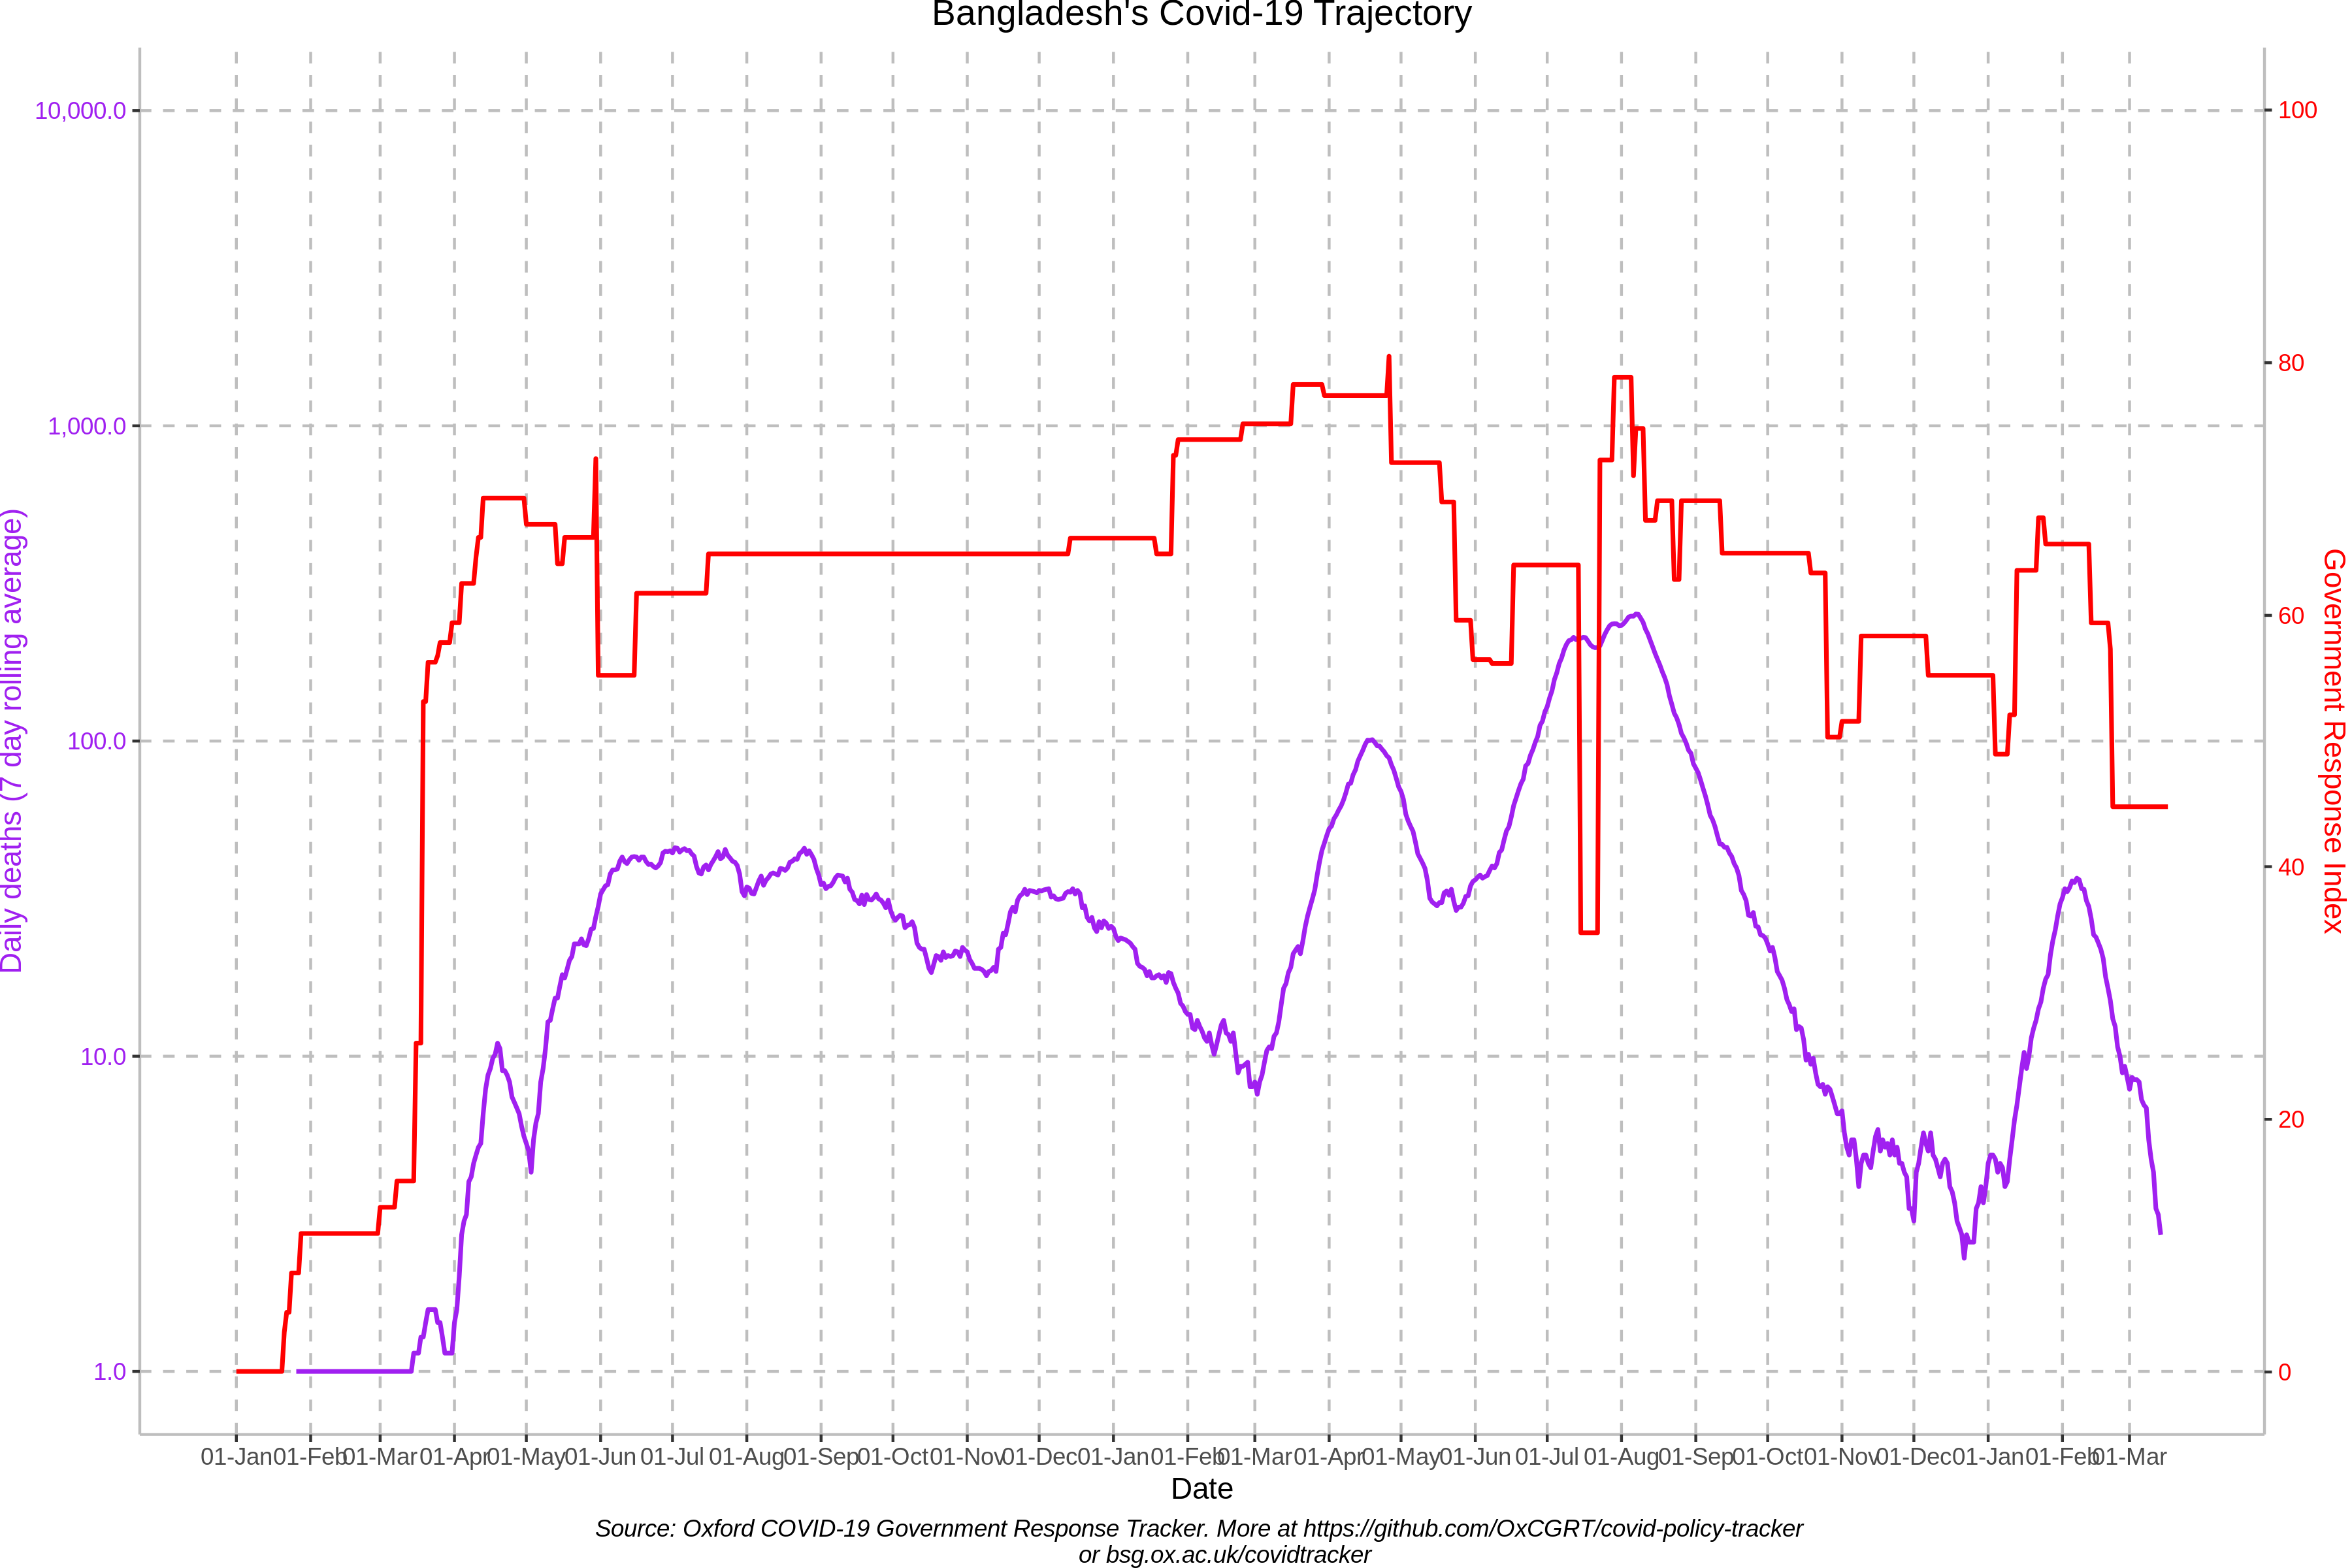 Bangladesh's Covid-19 Trajectory
10,000.0
1,000.0
100.0
10.0
1.0
Daily deaths (7 day rolling average)
100
80
60
40
20
0
Government Response Index
01-Jan 01-Feb 01-Mar 01-Apr 01-May 01-Jun 01-Jul 01-Aug 01-Sep 01-Oct 01-Nov 01-Dec 01-Jan 01-Feb 01-Mar 01-Apr 01-May 01-Jun 01-Jul 01-Aug 01-Sep 01-Oct 01-Nov 01-Dec 01-Jan 01-Feb 01-Mar
Date
Source: Oxford COVID-19 Government Response Tracker. More at https://github.com/OxCGRT/covid-policy-tracker
or bsg.ox.ac.uk/covidtracker